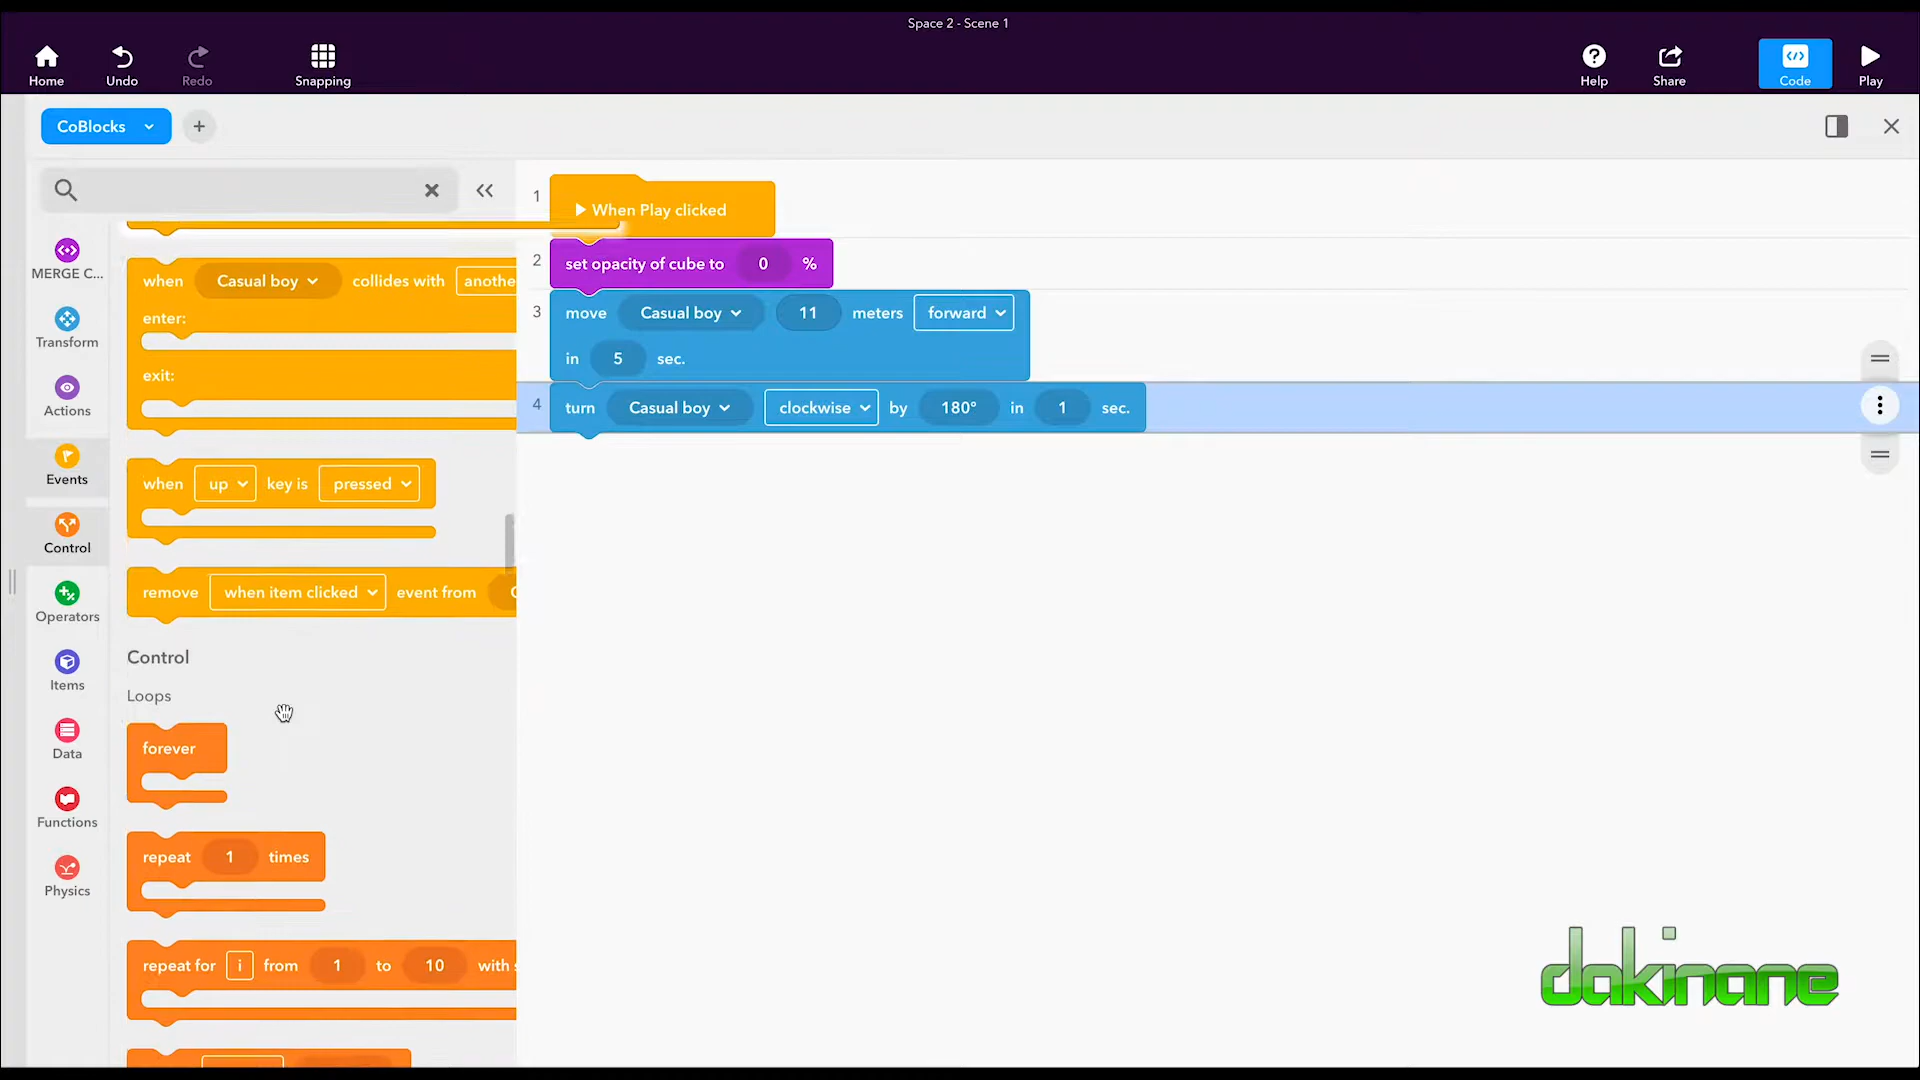 Space 2 - Scene 1
Home
Undo
Redo
Snapping
Help
Share
Code
Play
CoBlocks
MERGE C...
Transform
Actions
Events
Control
Operators
Items
Data
Functions
Physics
when Casual boy collides with anothe
enter:
exit:
when up key is pressed
remove when item clicked event from
Control
Loops
forever
repeat 1 times
repeat for i from 1 to 10 with
1 When Play clicked
2 set opacity of cube to 0 %
3 move Casual boy 11 meters forward
in 5 sec.
4 turn Casual boy clockwise by 180° in 1 sec.
dakinane